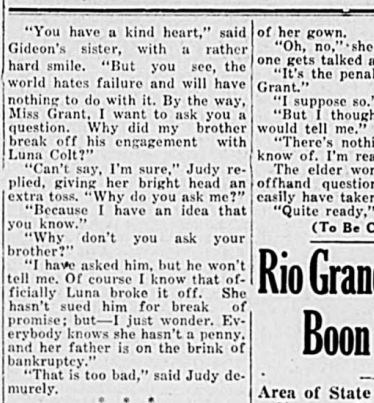 "You have a kind heart," said
Gideon's sister, with a rather
hard smile. "But you see, the
world hates failure and will have
nothing to do with it. By the way,
Miss Grant, I want to ask you a
question. Why did my brother
break off his engagement with
Luna Colt?"
"Can't say, I'm sure," Judy re-
plied, giving her bright head an
extra toss. "Why do you ask me?"
"Because I have an idea that
you know."
"Why don't you ask your
brother?"
"I have asked him, but he won't
tell me. Of course I know that of-
ficially Luna broke it off. She
hasn't sued him for break of
promise; but—I just wonder. Ev-
erybody knows she hasn't a penny,
and her father is on the brink of
bankruptcy."
"That is too bad," said Judy de-
murely.
* * *
of her gown.
"Oh, no," she
one gets talked a
"It's the penal
Grant."
"I suppose so."
"But I though
would tell me."
"There's nothi
know of. I'm rea
The elder wor
offhand question
easily have taken
"Quite ready,"
(To Be C
Rio Gran
Boon
Area of State